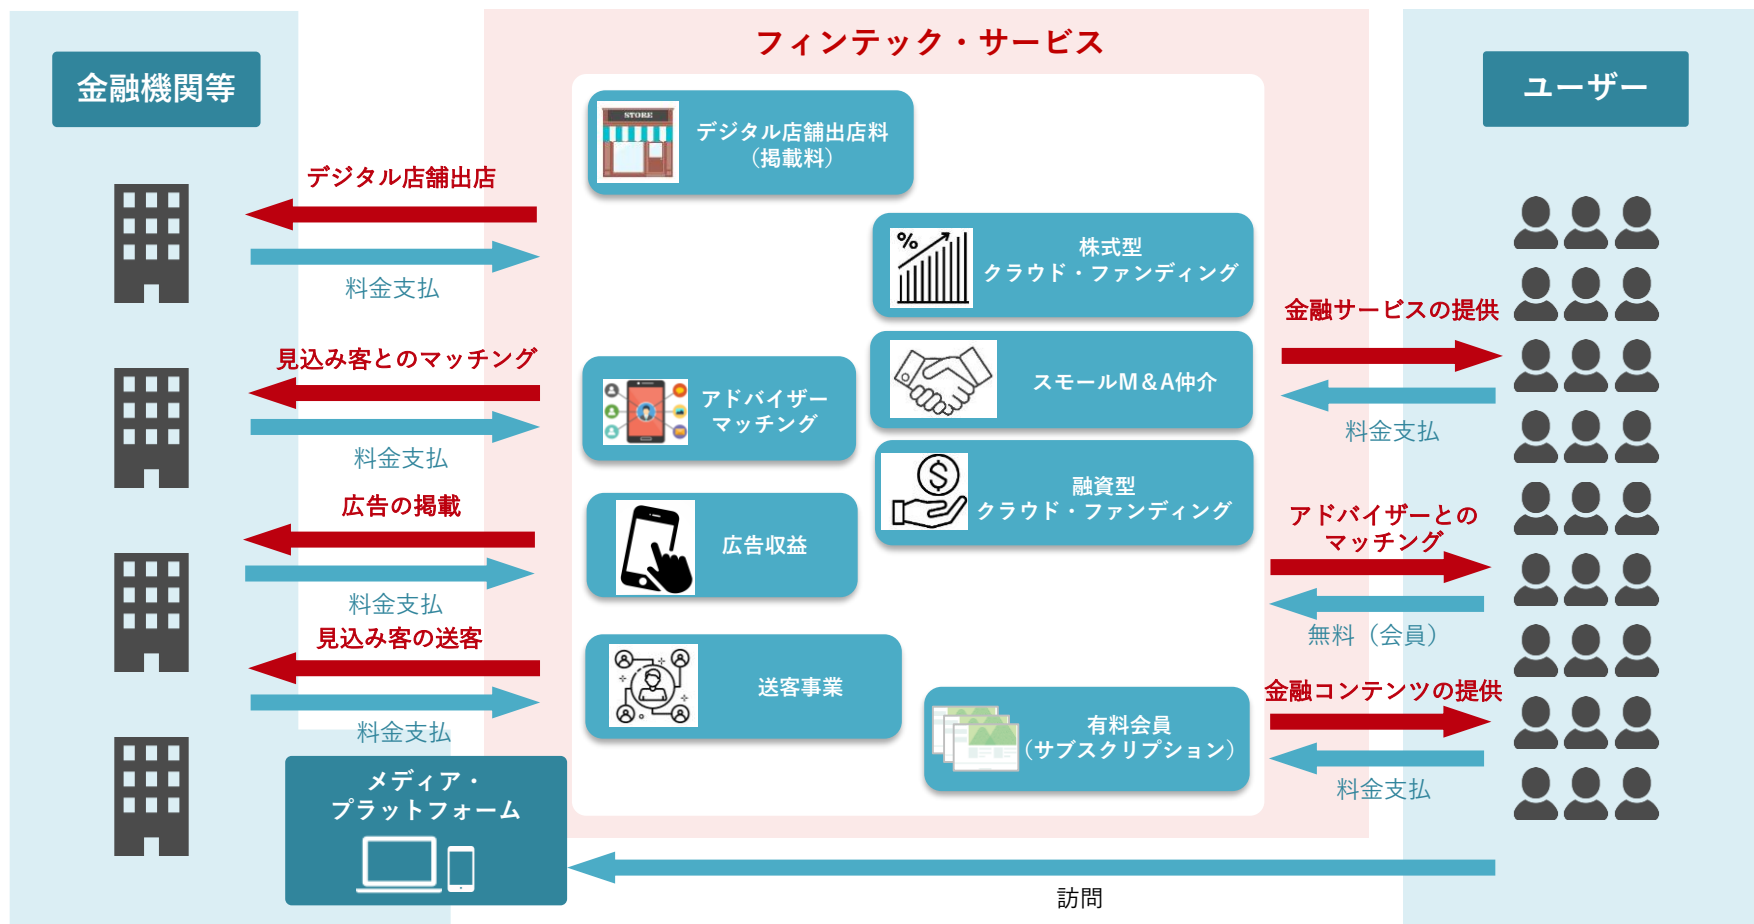 フィンテック・サービス
金融機関等
ユーザー
STORE
デジタル店舗出店料
（掲載料）
デジタル店舗出店
料金支払
%
株式型
クラウド・ファンディング
金融サービスの提供
料金支払
見込み客とのマッチング
料金支払
アドバイザー
マッチング
スモールM＆A仲介
$
融資型
クラウド・ファンディング
広告の掲載
料金支払
広告収益
アドバイザーとの
マッチング
無料（会員）
見込み客の送客
料金支払
送客事業
有料会員
（サブスクリプション）
金融コンテンツの提供
料金支払
メディア・
プラットフォーム
訪問